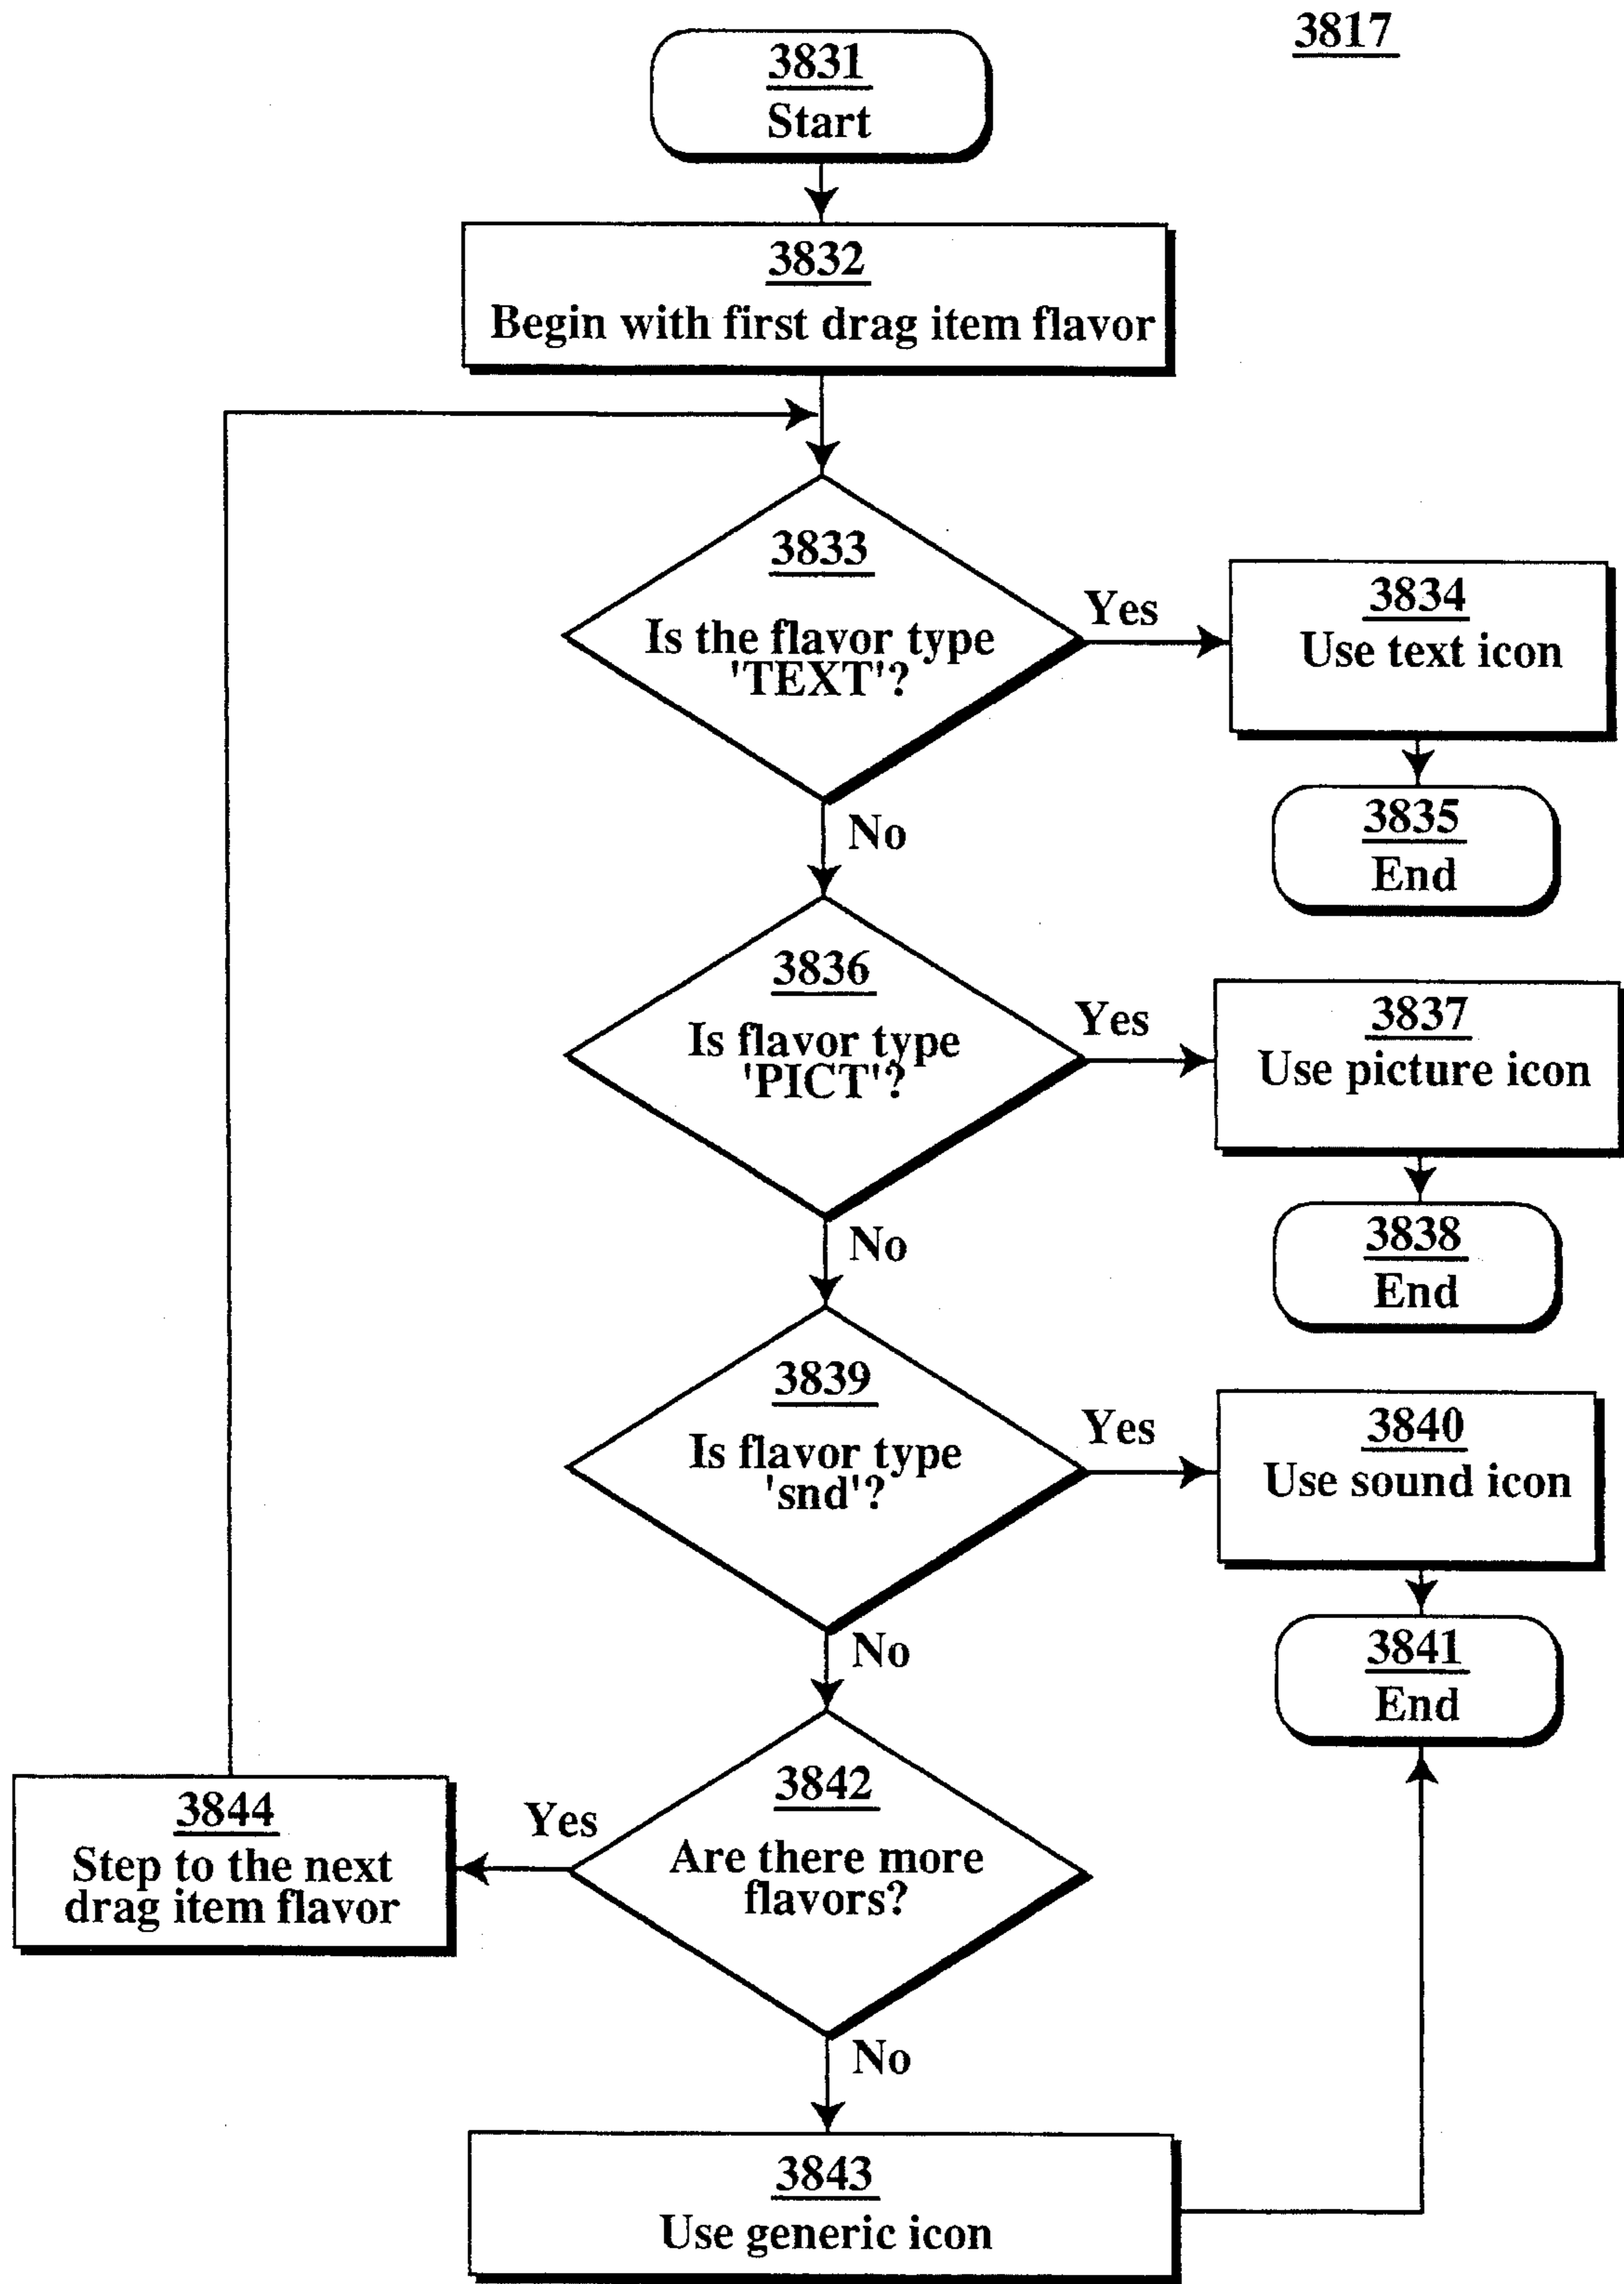 3817
3831
Start
3832
Begin with first drag item flavor
3833
Is the flavor type
'TEXT'?
Yes
3834
Use text icon
3835
End
No
3836
Is flavor type
'PICT'?
Yes
3837
Use picture icon
3838
End
No
3839
Is flavor type
'snd'?
Yes
3840
Use sound icon
3841
End
No
3842
Are there more
flavors?
Yes
3844
Step to the next
drag item flavor
No
3843
Use generic icon